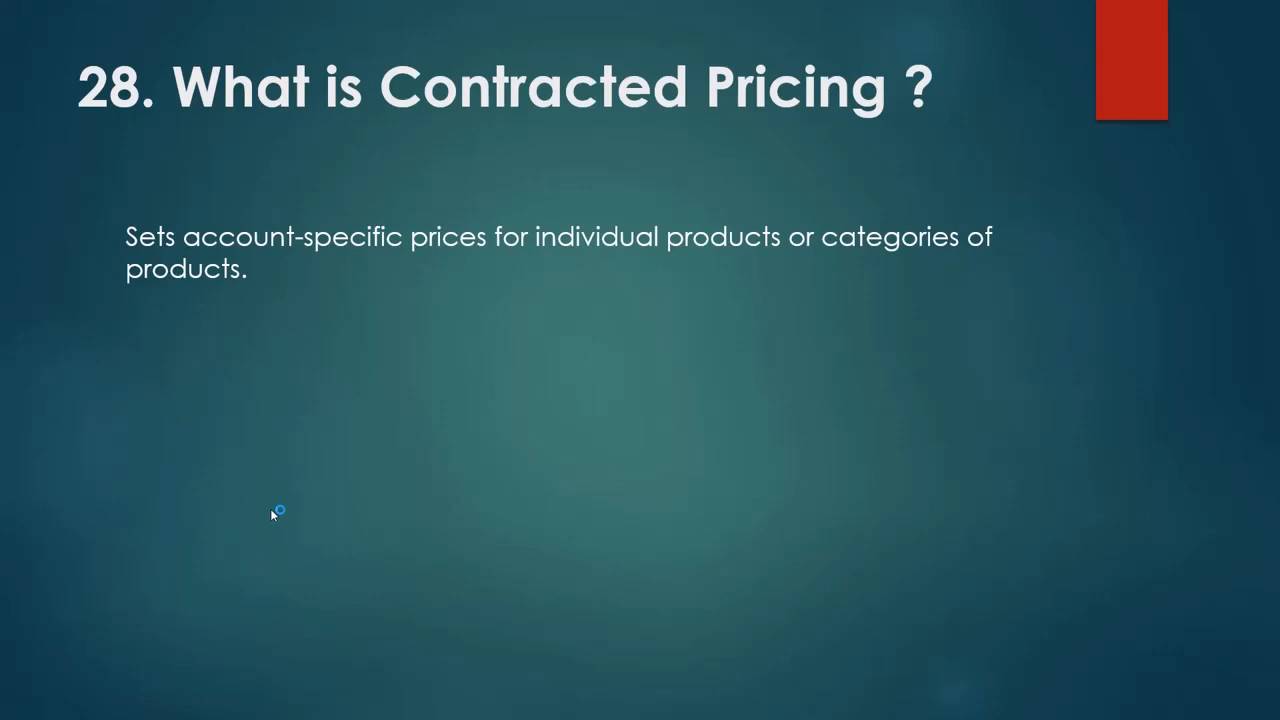 28. What is Contracted Pricing ?
Sets account-specific prices for individual products or categories of
products.